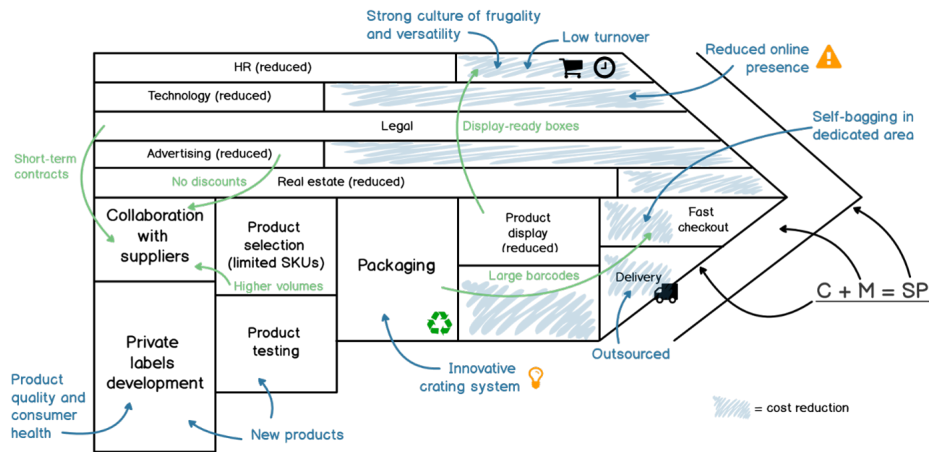 Strong culture of frugality
and versatility
Low turnover
Reduced online
presence
HR (reduced)
Technology (reduced)
Legal
Display-ready boxes
Self-bagging in
dedicated area
Short-term
contracts
Advertising (reduced)
No discounts
Real estate (reduced)
Collaboration
with
suppliers
Product
selection
(limited SKUs)
Higher volumes
Packaging
Product
display
(reduced)
Large barcodes
Fast
checkout
Delivery
C + M = SP
Private
labels
development
Product
testing
Outsourced
Innovative
crating system
Product
quality and
consumer
health
New products
= cost reduction